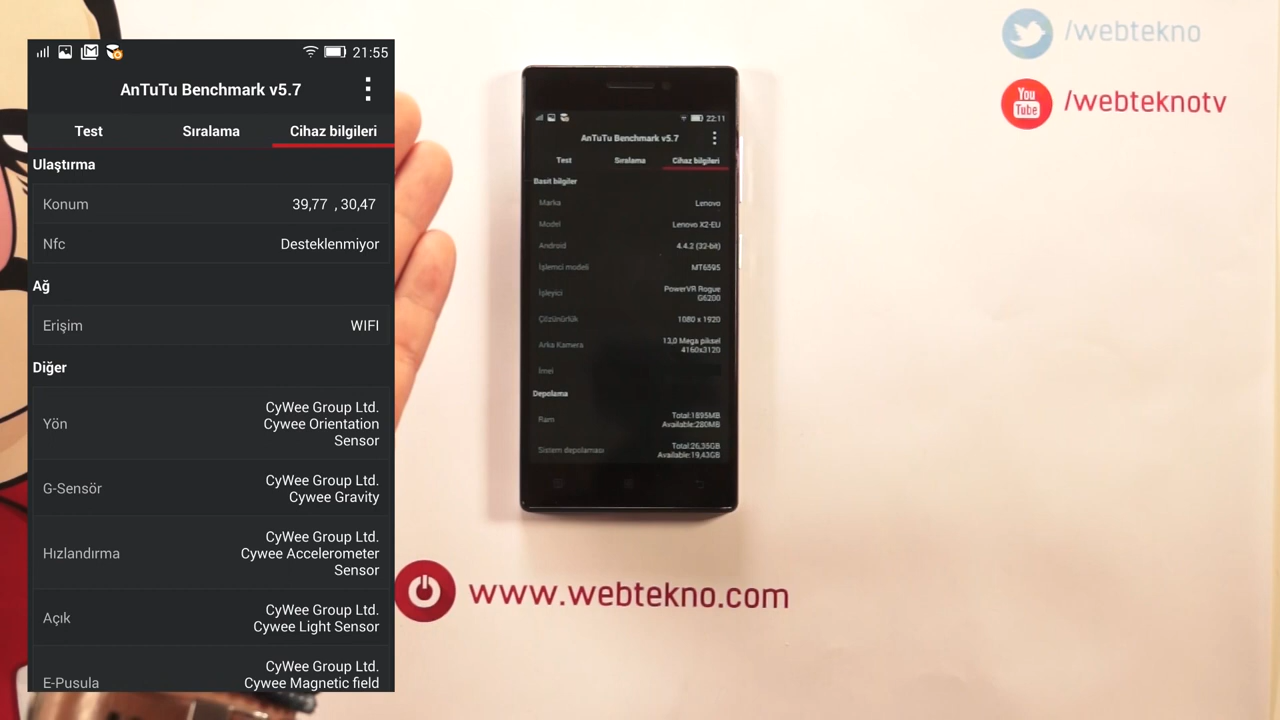 21:55
AnTuTu Benchmark v5.7
Test Sıralama Cihaz bilgileri
Ulaştırma
Konum 39,77 , 30,47
Nfc Desteklenmiyor
Ağ
Erişim WIFI
Diğer
Yön CyWee Group Ltd.
Cywee Orientation
Sensor
G-Sensör CyWee Group Ltd.
Cywee Gravity
Hızlandırma CyWee Group Ltd.
Cywee Accelerometer
Sensor
Açık CyWee Group Ltd.
Cywee Light Sensor
E-Pusula CyWee Group Ltd.
Cywee Magnetic field
22:11
AnTuTu Benchmark v5.7
Test Sıralama Cihaz bilgileri
Basit bilgiler
Marka Lenovo
Model Lenovo X2-EU
Android 4.4.2 (32-bit)
İşlemci modeli MT6595
İşleyici PowerVR Rogue
G6200
Çözünürlük 1080 x 1920
Arka Kamera 13,0 Mega piksel
4160x3120
Imei
Depolama
Ram Total:1895MB
Available:280MB
Sistem depolaması Total:26,35GB
Available:19,43GB
/webtekno
You
Tube
/webteknotv
www.webtekno.com